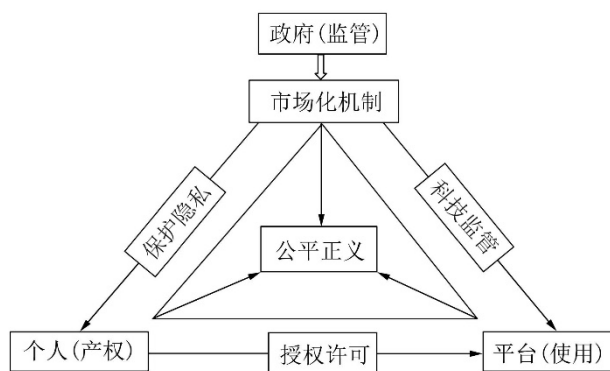 政府(监管)
市场化机制
保护隐私
科技监管
公平正义
个人(产权)
授权许可
平台(使用)